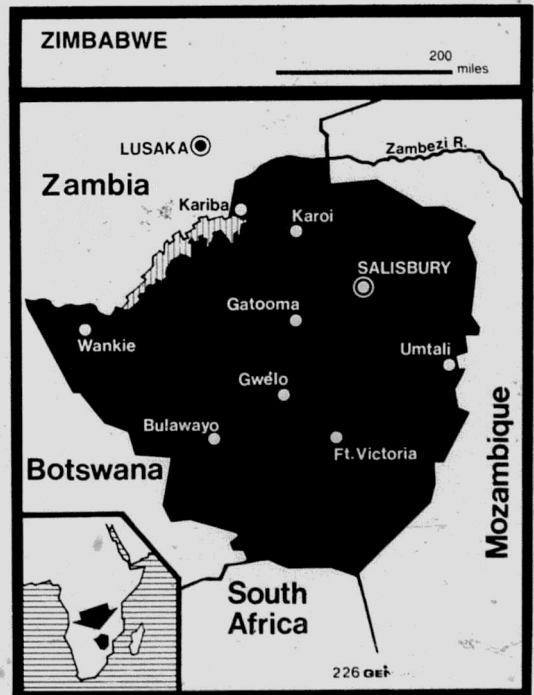 ZIMBABWE
200
miles
LUSAKA
Zambezi R.
Zambia
Kariba
Karoi
SALISBURY
Gatooma
Wankie
Umtali
Gwelo
Bulawayo
Ft. Victoria
Botswana
Mozambique
South
Africa
226